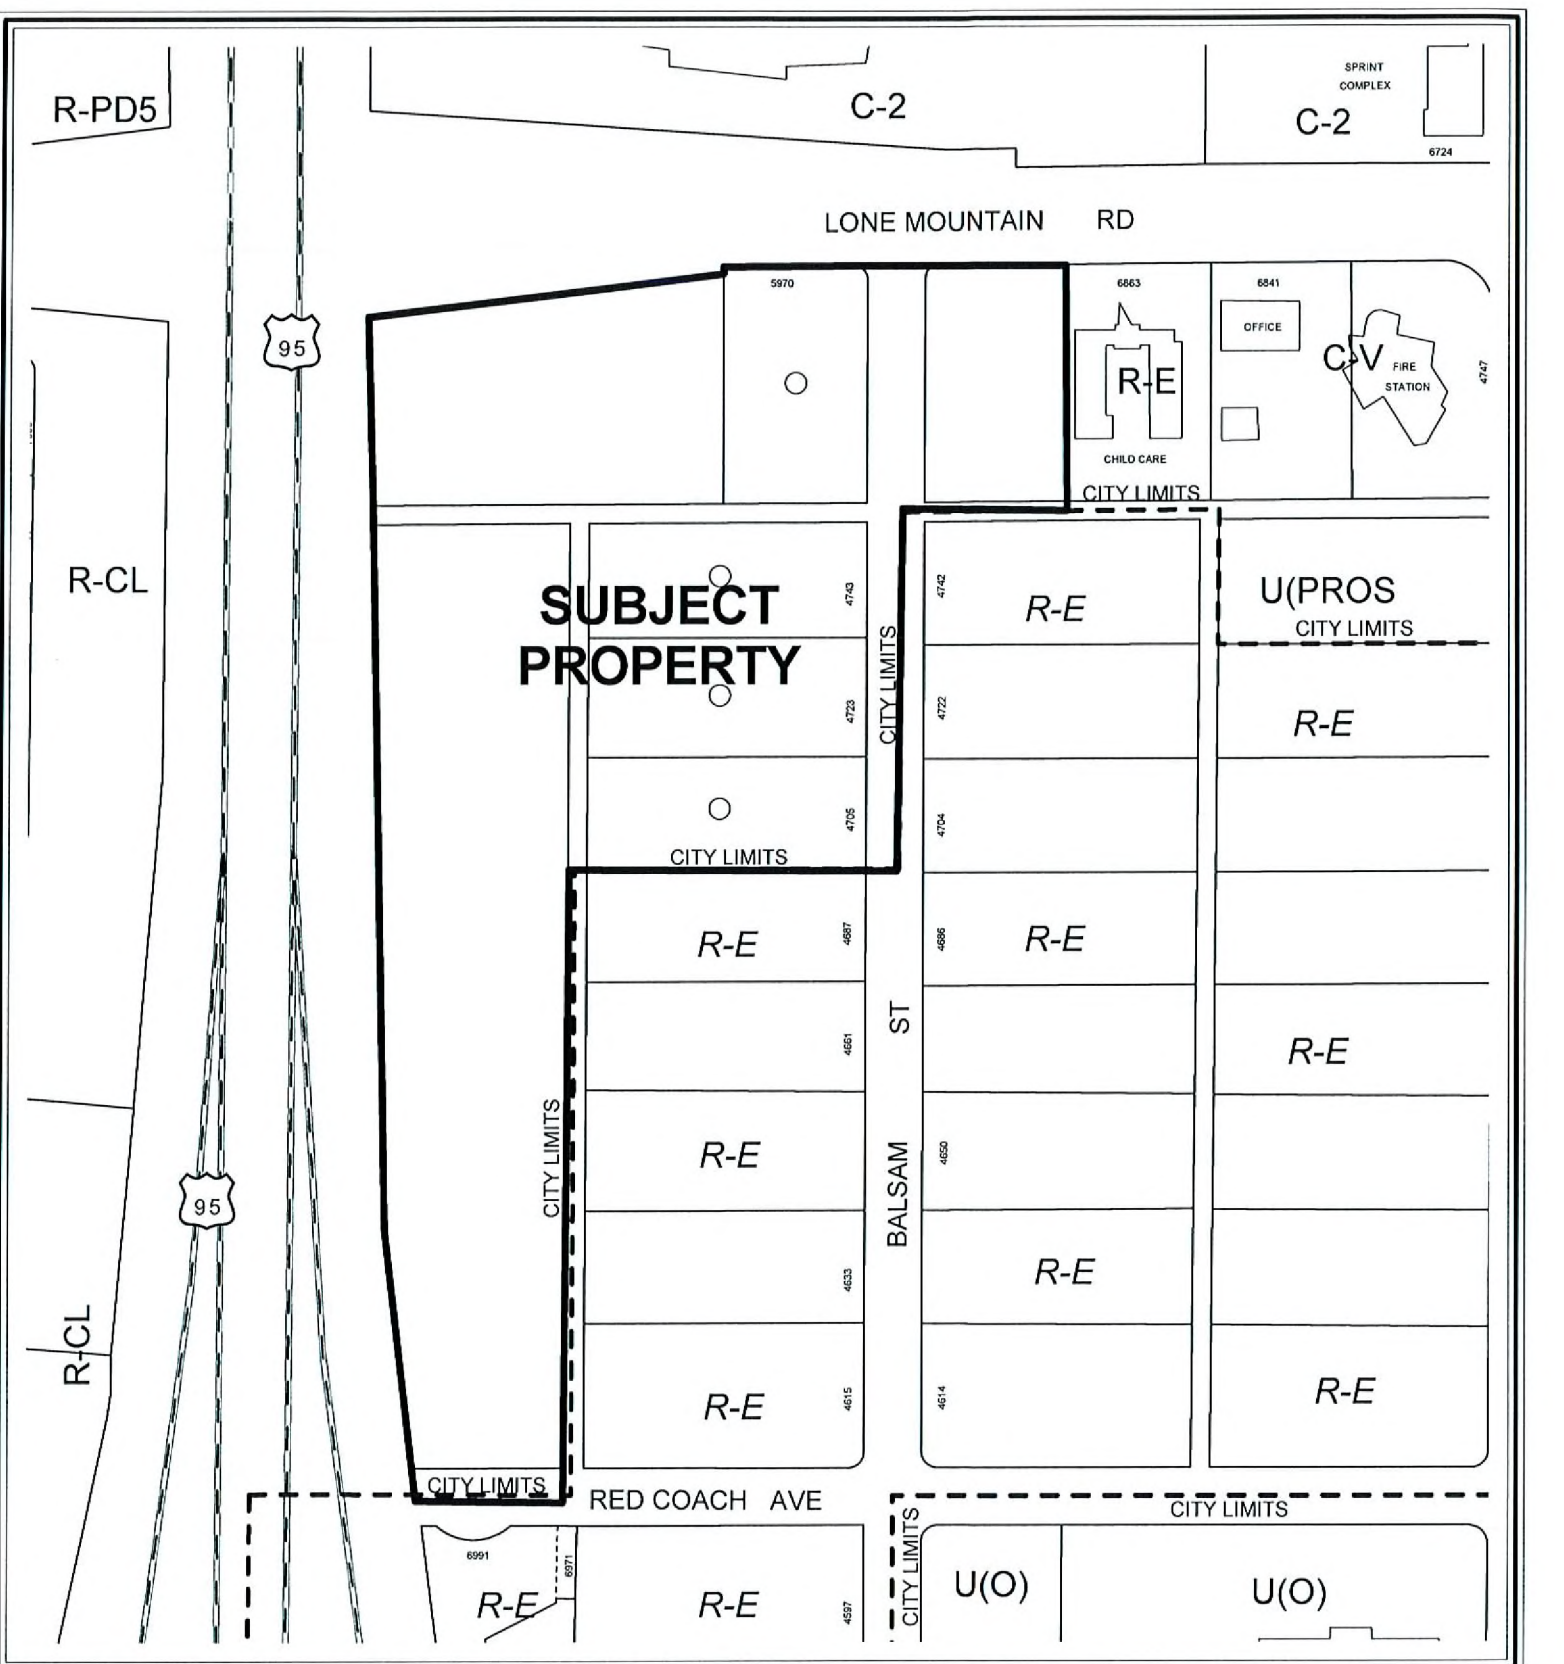 R-PD5
C-2
SPRINT
COMPLEX
C-2
6724
LONE MOUNTAIN RD
95
5970
6863
6841
OFFICE
R-E
C-V
FIRE
STATION
4747
CHILD CARE
CITY LIMITS
R-CL
SUBJECT
PROPERTY
4743
4742
R-E
U(PROS
CITY LIMITS
CITY LIMITS
4723
4722
R-E
4705
4704
CITY LIMITS
R-E
4687
4686
R-E
ST
4661
R-E
CITY LIMITS
R-E
BALSAM
4650
95
4633
R-E
R-CL
R-E
4615
4614
R-E
CITY LIMITS
RED COACH AVE
CITY LIMITS
CITY LIMITS
6991
6971
R-E
R-E
4597
U(O)
U(O)